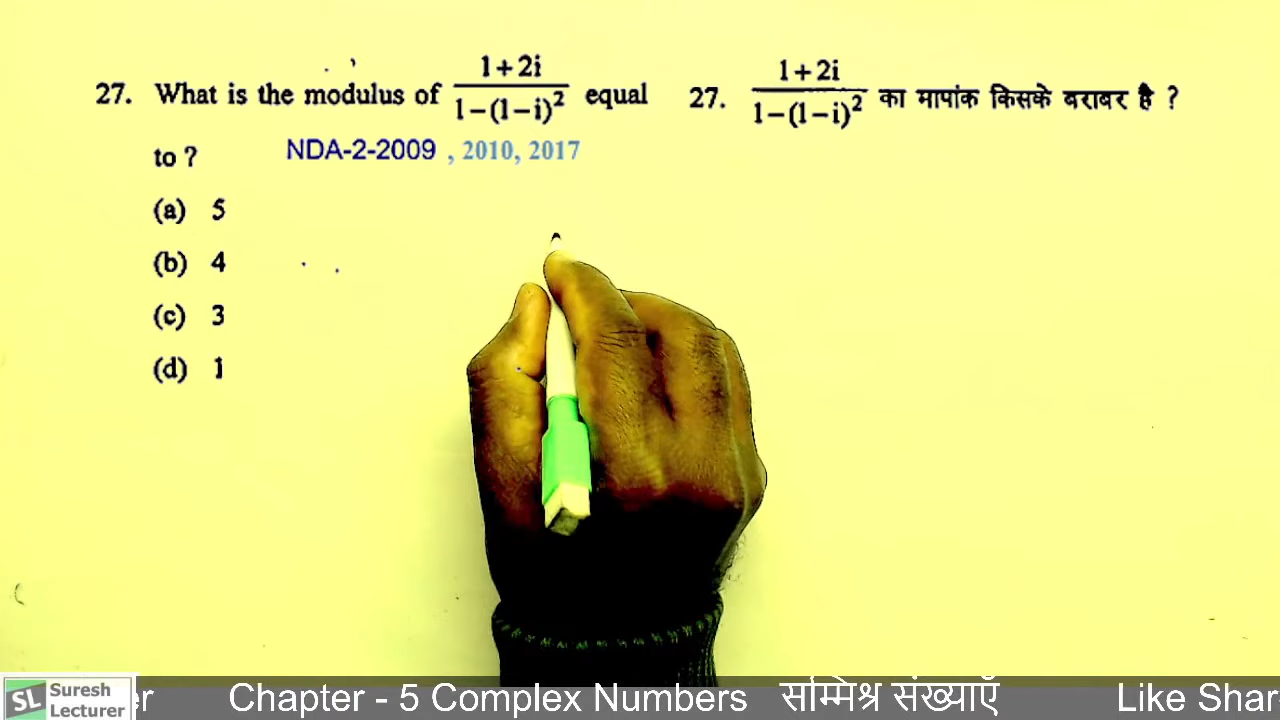 27. What is the modulus of (1+2i)/(1-(1-i)²) equal
to ?
NDA-2-2009 , 2010, 2017
(a) 5
(b) 4
(c) 3
(d) 1
27. (1+2i)/(1-(1-i)²) का मापांक किसके बराबर है ?
SL Suresh
Lecturer
er Chapter - 5 Complex Numbers सम्मिश्र संख्याएँ Like Shar